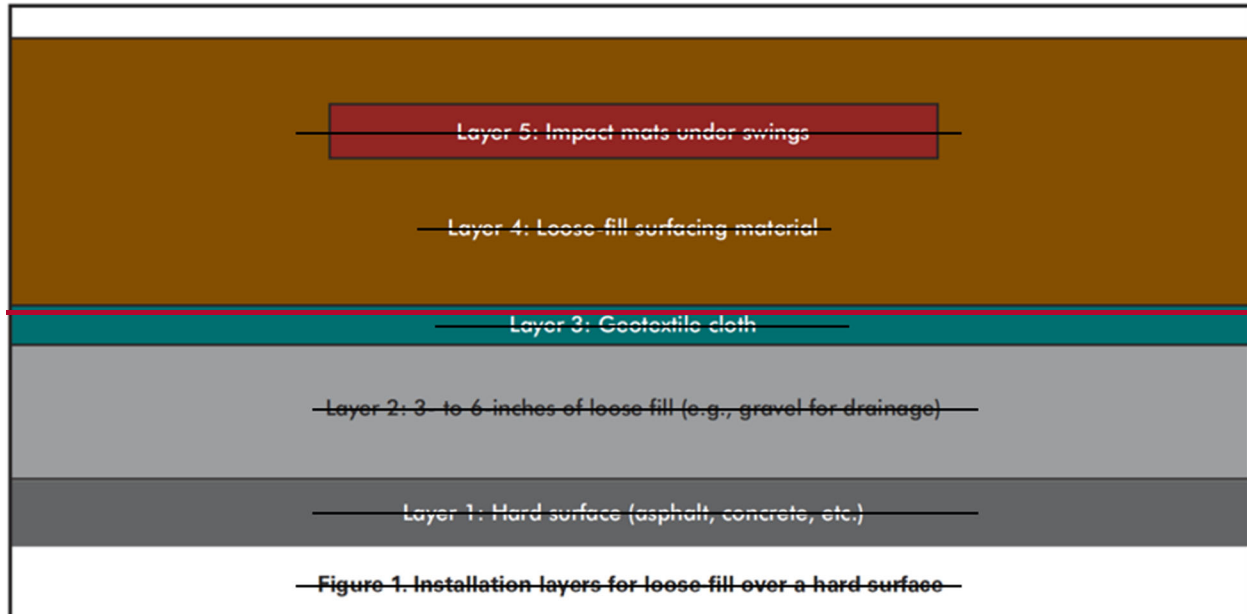 Layer 5: Impact mats under swings
Layer 4: Loose-fill surfacing material
Layer 3: Geotextile cloth
Layer 2: 3- to 6-inches of loose fill (e.g., gravel for drainage)
Layer 1: Hard surface (asphalt, concrete, etc.)
Figure 1. Installation layers for loose-fill over a hard surface